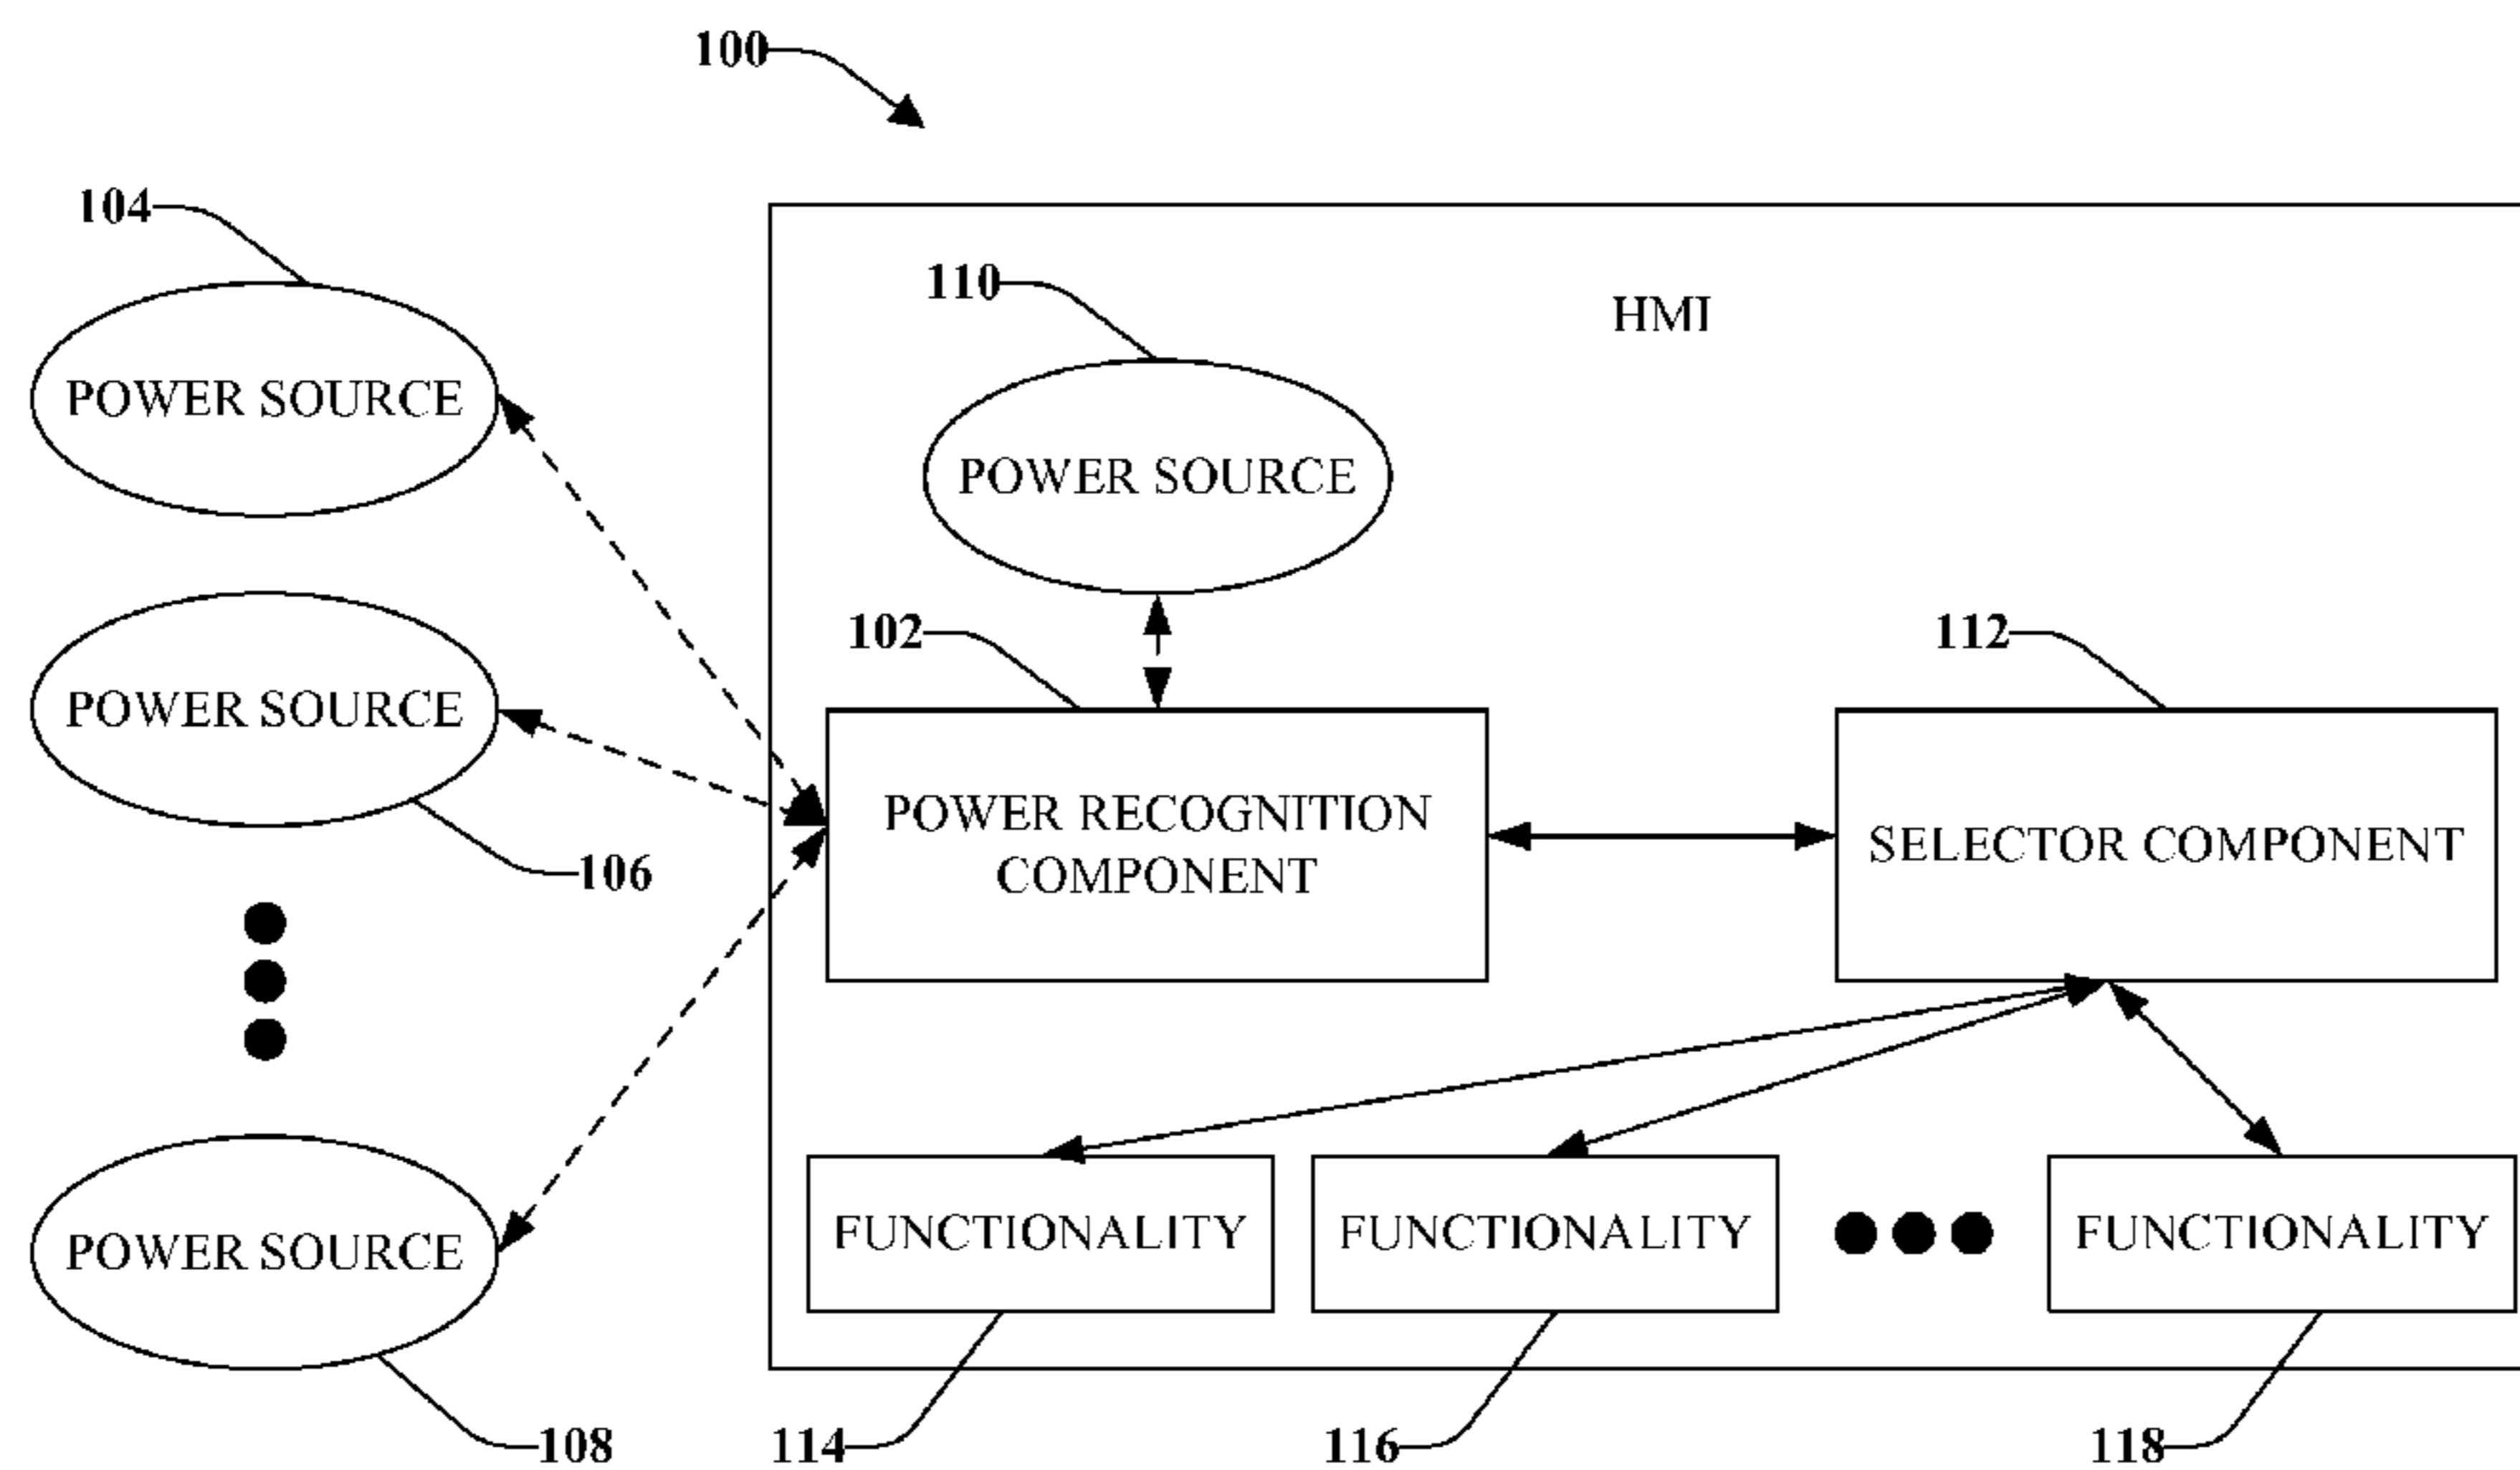 100
104
110
HMI
POWER SOURCE
POWER SOURCE
102
112
POWER SOURCE
POWER RECOGNITION
COMPONENT
SELECTOR COMPONENT
106
FUNCTIONALITY
FUNCTIONALITY
FUNCTIONALITY
POWER SOURCE
108
114
116
118